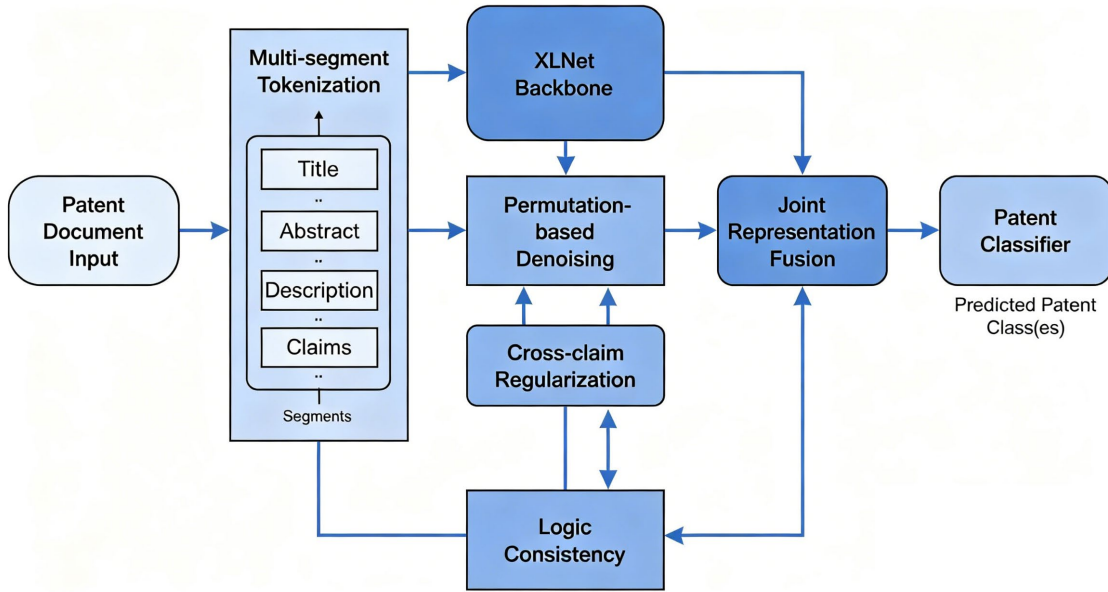 Patent
Document
Input
Multi-segment
Tokenization
Title
..
Abstract
..
Description
..
Claims
..
Segments
XLNet
Backbone
Permutation-
based
Denoising
Cross-claim
Regularization
Logic
Consistency
Joint
Representation
Fusion
Patent
Classifier
Predicted Patent
Class(es)